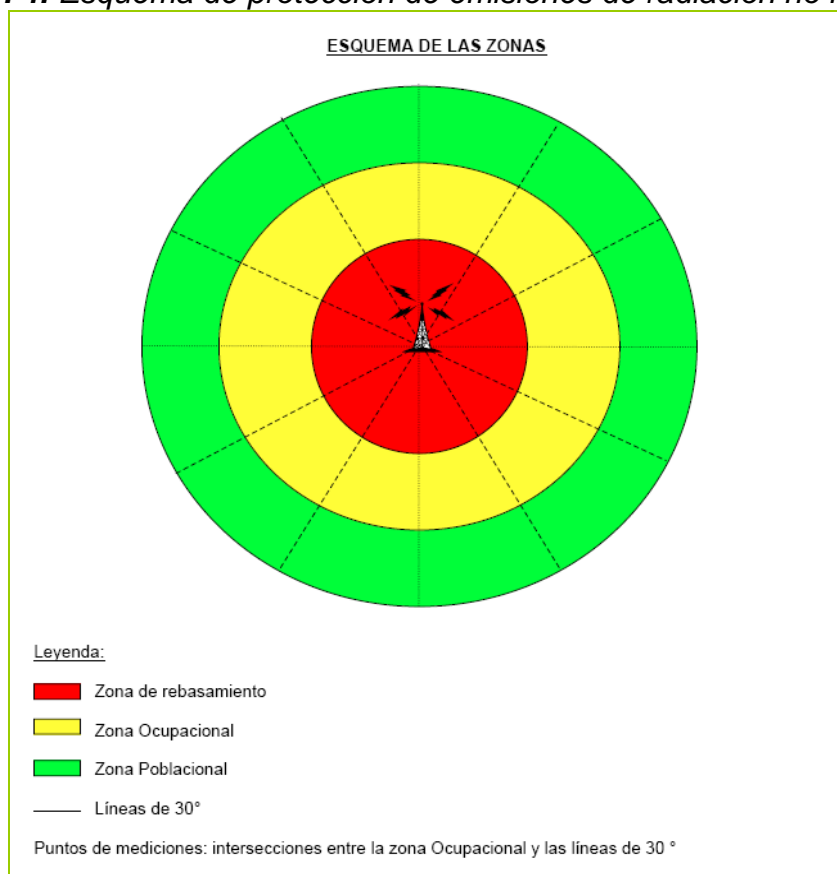 Esquema de protección de emisiones de radiación no
ESQUEMA DE LAS ZONAS
Leyenda:
Zona de rebasamiento
Zona Ocupacional
Zona Poblacional
Líneas de 30°
Puntos de mediciones: intersecciones entre la zona Ocupacional y las líneas de 30 °